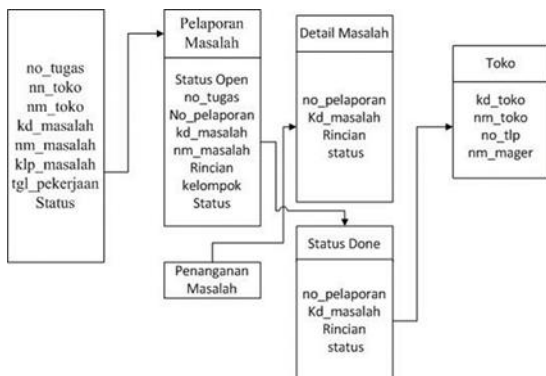 no_tugas
nn_toko
nm_toko
kd_masalah
nm_masalah
klp_masalah
tgl_pekerjaan
Status
Pelaporan
Masalah
Status Open
no_tugas
No_pelaporan
kd_masalah
nm_masalah
Rincian
kelompok
Status
Penanganan
Masalah
Detail Masalah
no_pelaporan
Kd_masalah
Rincian
status
Status Done
no_pelaporan
Kd_masalah
Rincian
status
Toko
kd_toko
nm_toko
no_tlp
nm_mager